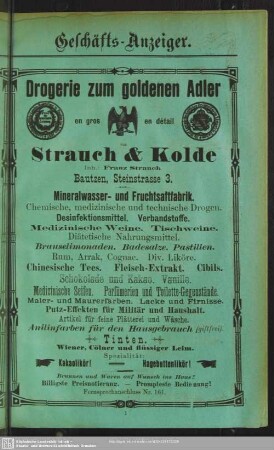 Geschäfts-Anzeiger.
Drogerie zum goldenen Adler
en gros en détail
Strauch & Kolde
Inh.: Franz Strauch
Bautzen, Steinstrasse 3.
Mineralwasser- und Fruchtsaftfabrik.
Chemische, medizinische und technische Drogen.
Desinfektionsmittel. Verbandstoffe.
Medizinische Weine. Tischweine.
Diätetische Nahrungsmittel.
Brauselimonaden. Badesalze. Pastillen.
Rum, Arrak, Cognac. Div. Liköre.
Chinesische Tees. Fleisch-Extrakt. Cibils.
Schokolade und Kakao. Vanille.
Medizinische Seifen. Parfümerien und Toilette-Gegenstände.
Maler- und Maurerfarben. Lacke und Firnisse.
Putz-Effekten für Militär und Haushalt.
Artikel für feine Plätterei und Wäsche.
Anilinfarben für den Hausgebrauch (giftfrei).
Tinten.
Wiener, Cölner und flüssiger Leim.
Spezialität:
Kakaolikör! Hagebuttenlikör!
Billigste Preisnotierung. Prompteste Bedienung!
Fernsprechanschluss Nr. 161.